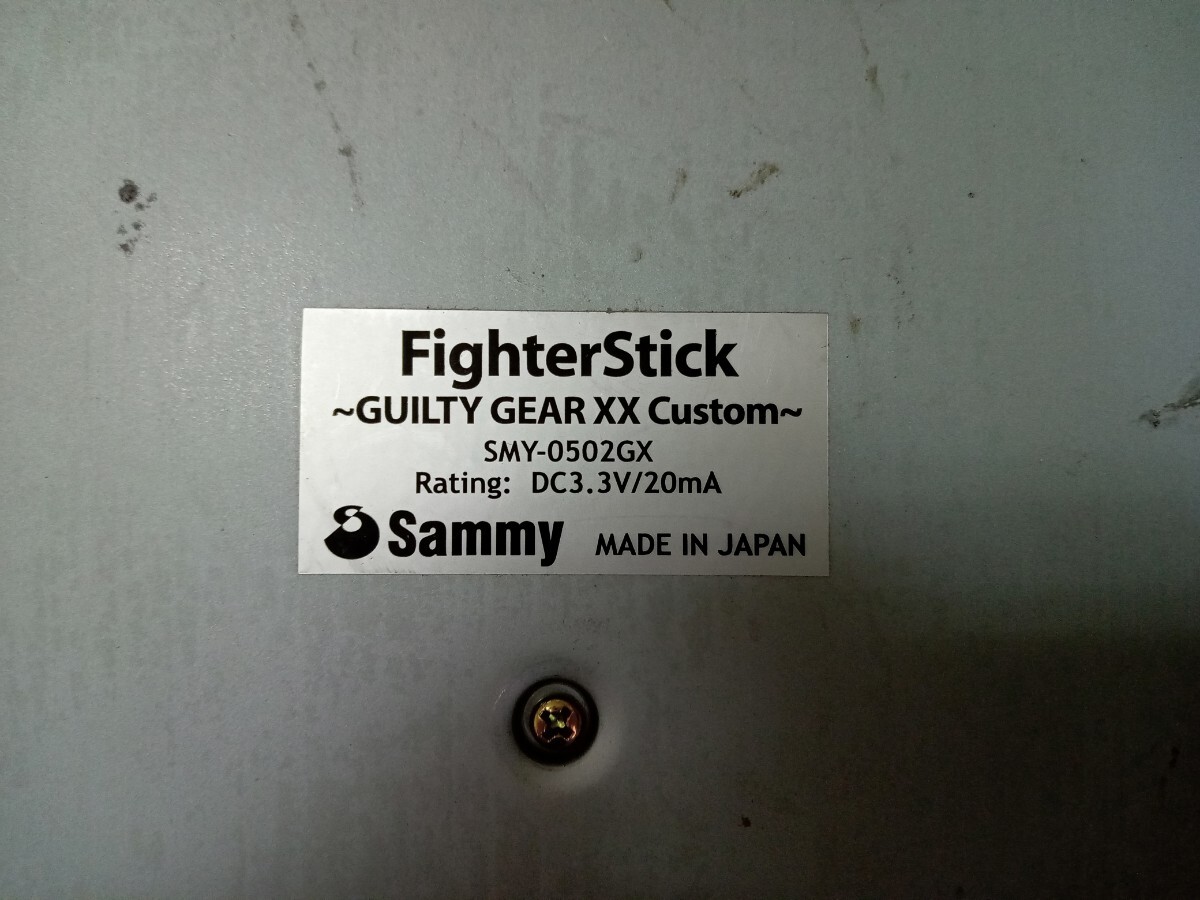 FighterStick
~GUILTY GEAR XX Custom~
SMY-0502GX
Rating: DC3.3V/20mA
Sammy MADE IN JAPAN